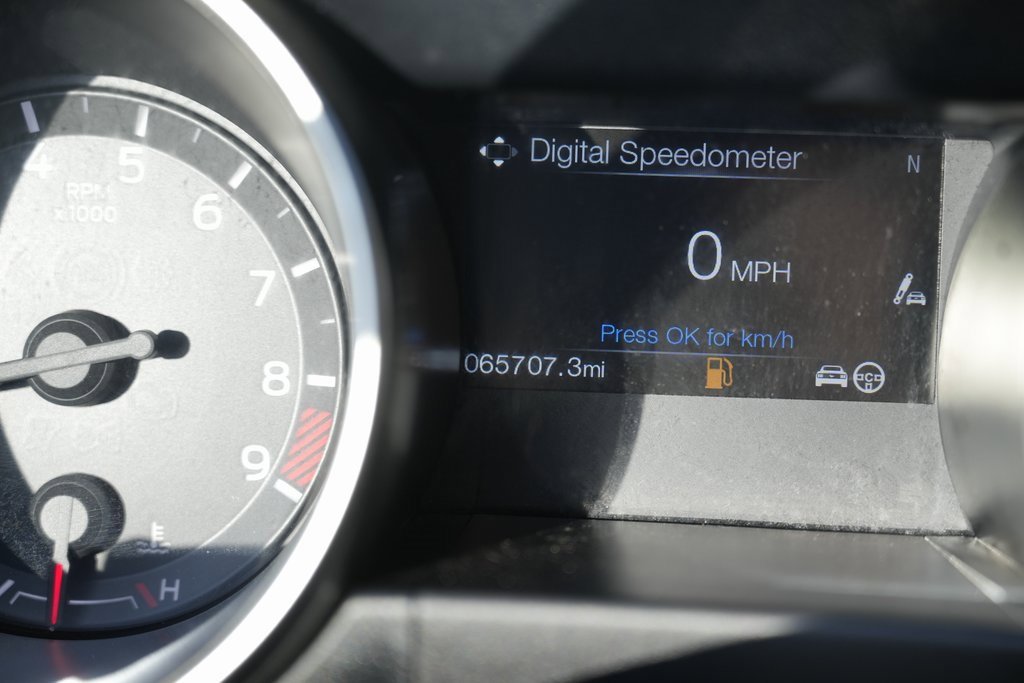 4
5
RPM
x1000
6
7
8
9
H
Digital Speedometer
N
0 MPH
Press OK for km/h
065707.3mi